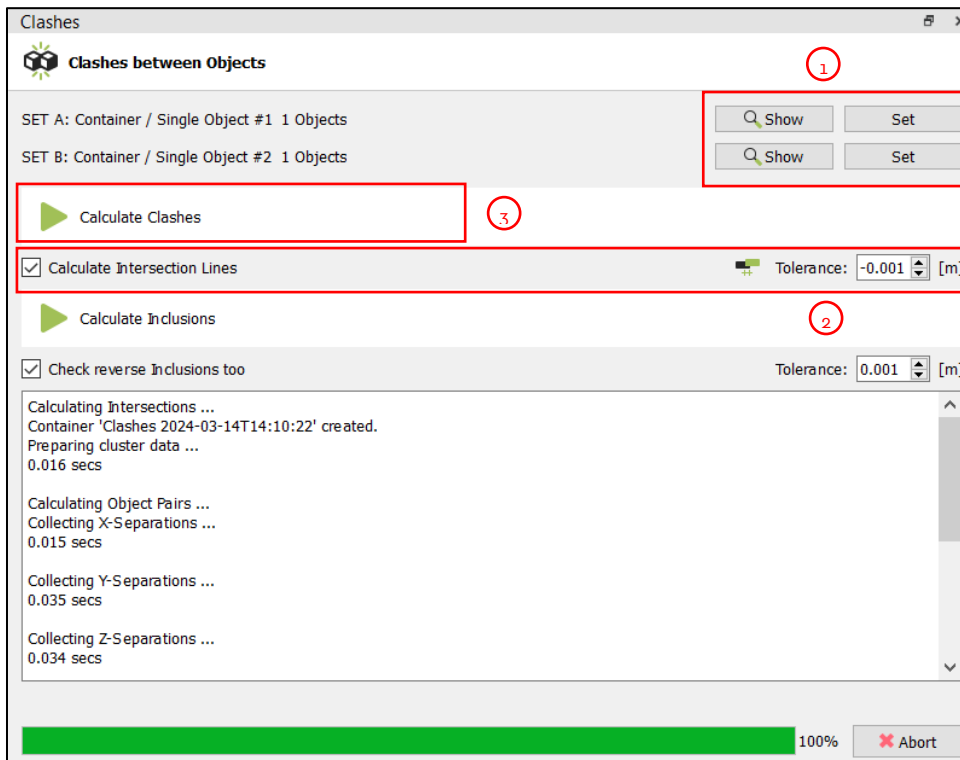 Clashes
Clashes between Objects
1
SET A: Container / Single Object #1 1 Objects Show Set
SET B: Container / Single Object #2 1 Objects Show Set
Calculate Clashes
3
Calculate Intersection Lines Tolerance: -0.001 [m]
Calculate Inclusions
2
Check reverse Inclusions too Tolerance: 0.001 [m]
Calculating Intersections ...
Container 'Clashes 2024-03-14T14:10:22' created.
Preparing cluster data ...
0.016 secs
Calculating Object Pairs ...
Collecting X-Separations ...
0.015 secs
Collecting Y-Separations ...
0.035 secs
Collecting Z-Separations ...
0.034 secs
100% Abort